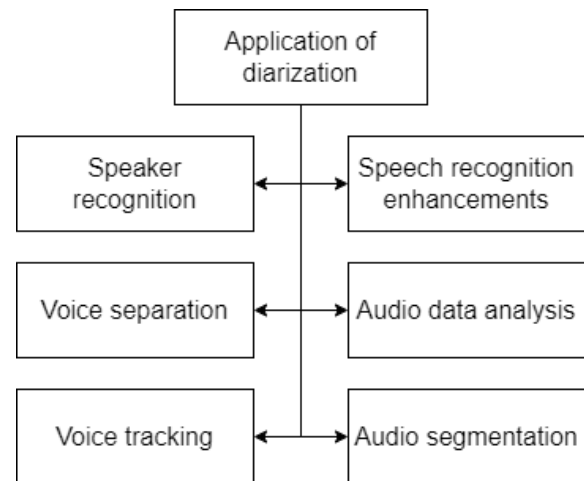 Application of
diarization
Speaker
recognition
Speech recognition
enhancements
Voice separation
Audio data analysis
Voice tracking
Audio segmentation